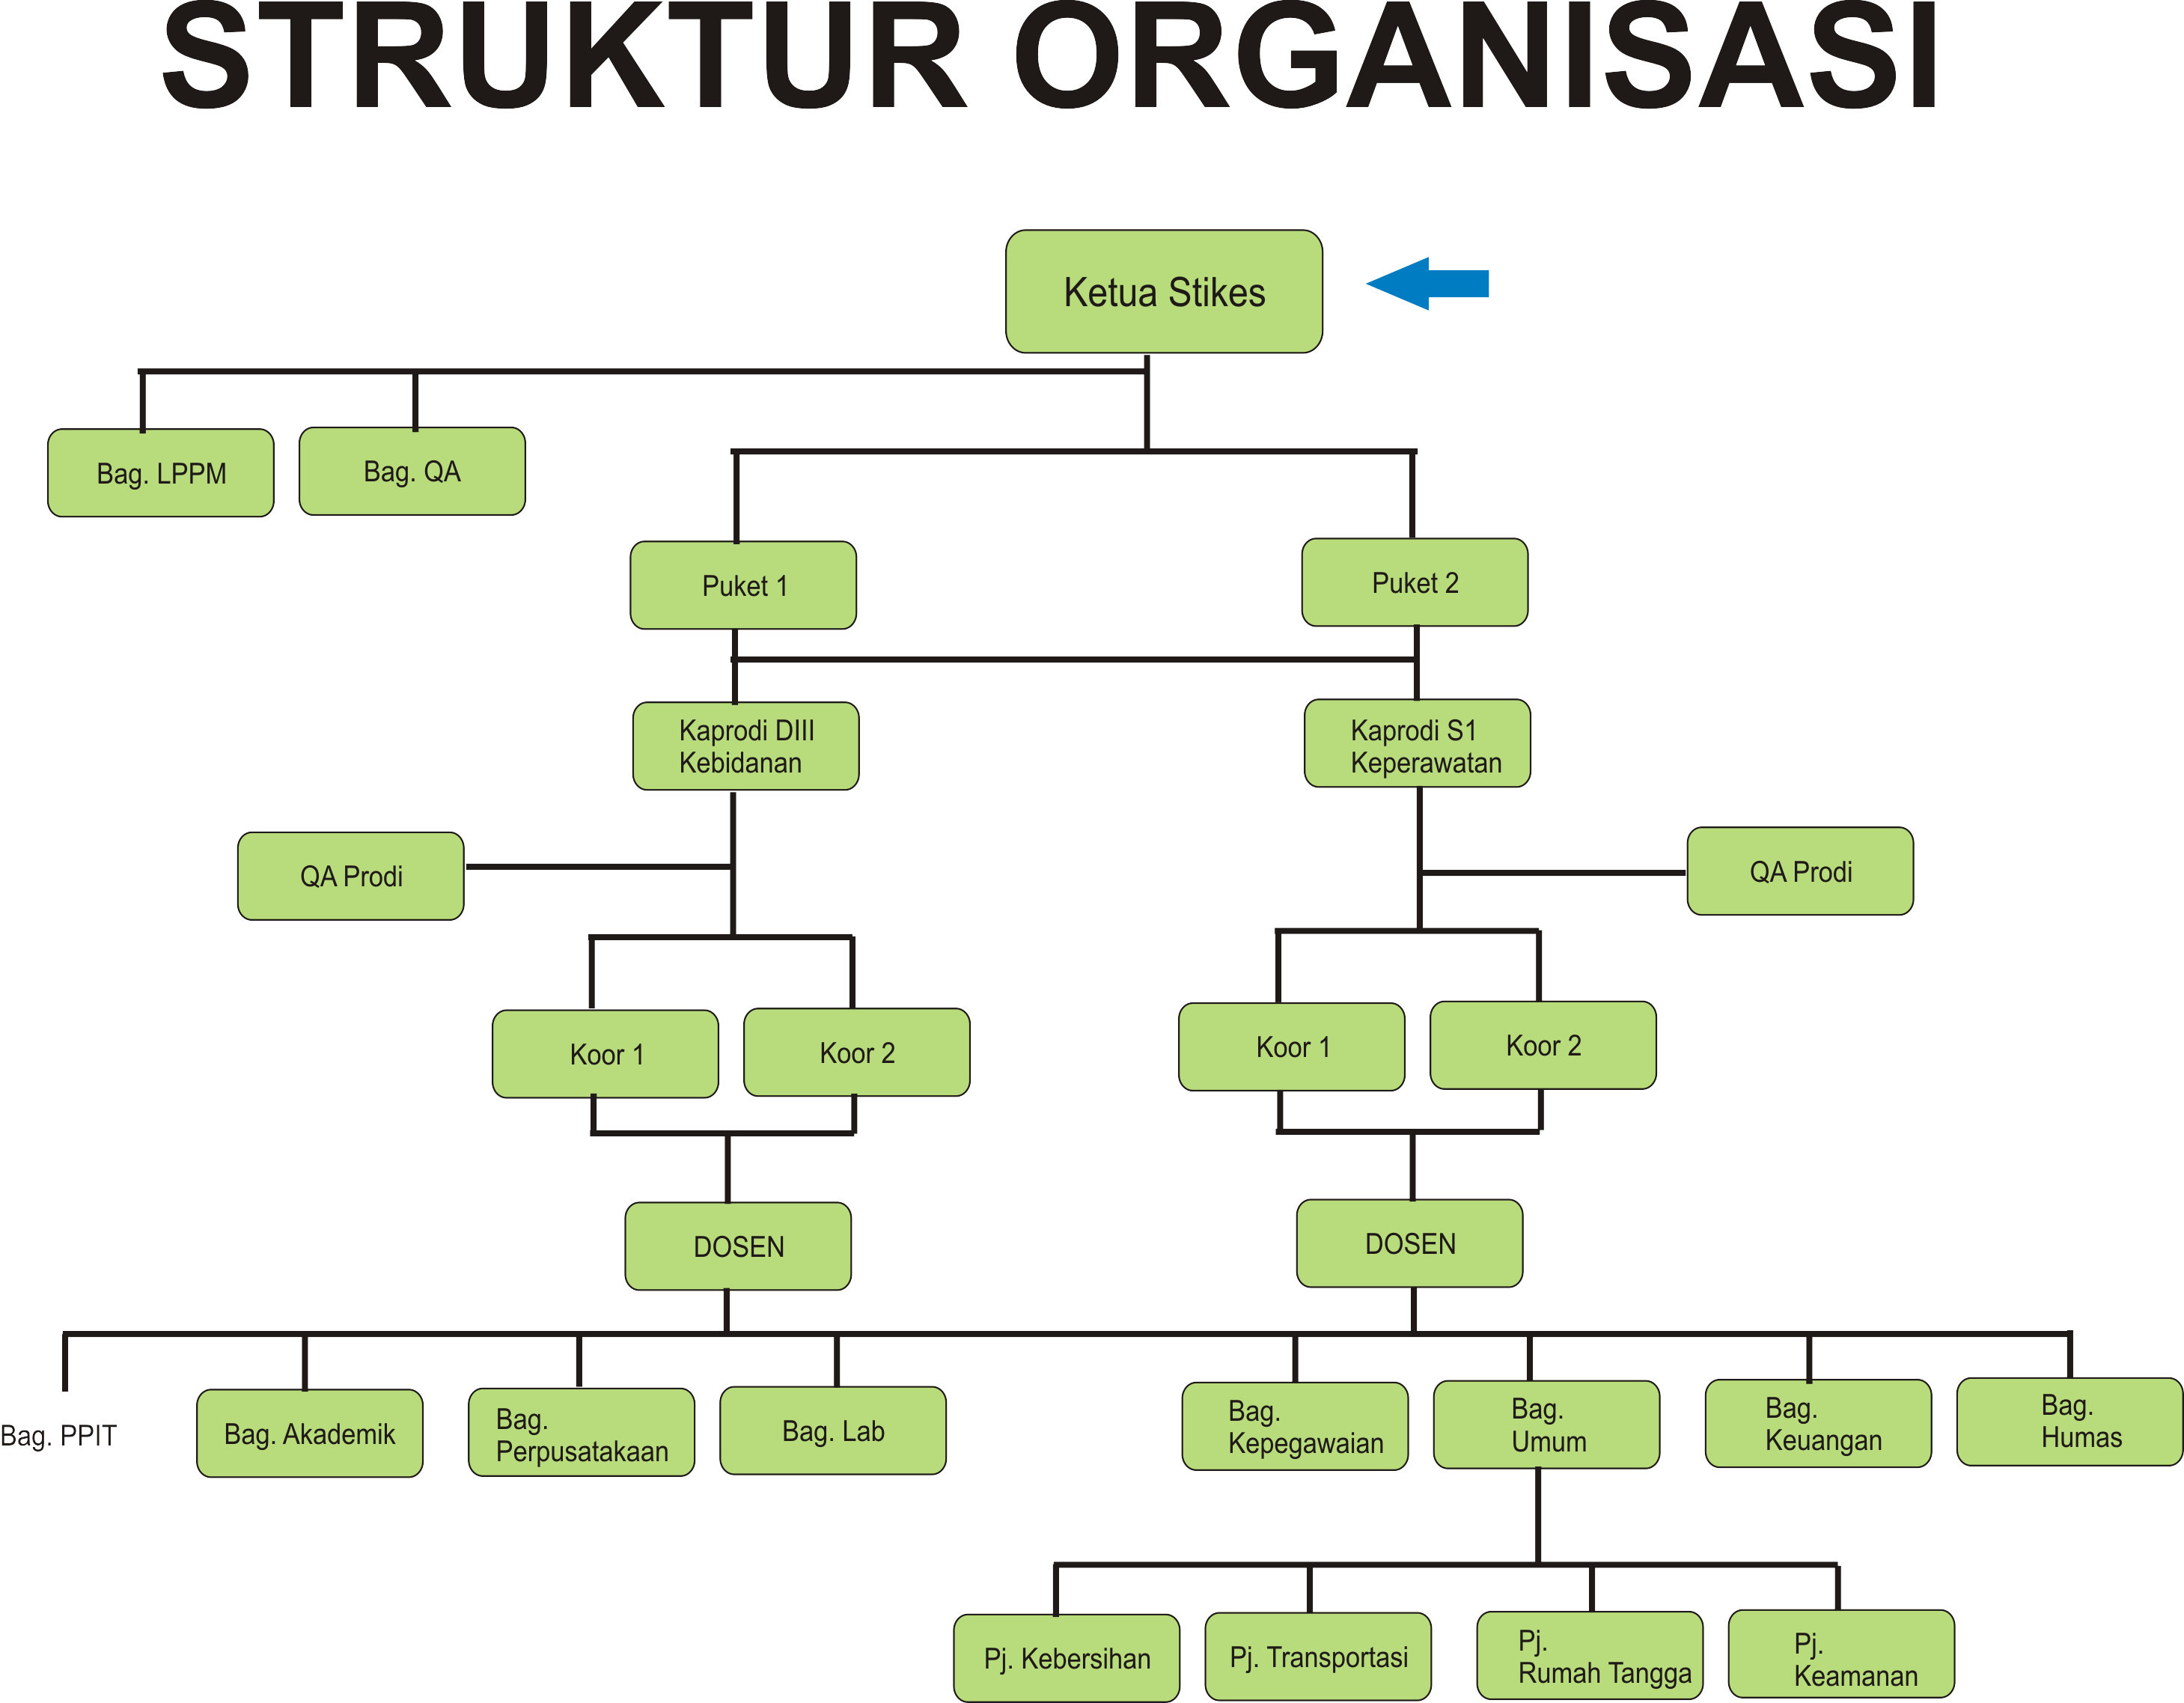 STRUKTUR ORGANISASI
Ketua Stikes
Bag. LPPM
Bag. QA
Puket 1
Puket 2
Kaprodi DIII
Kebidanan
Kaprodi S1
Keperawatan
QA Prodi
QA Prodi
Koor 1
Koor 2
Koor 1
Koor 2
DOSEN
DOSEN
Bag. PPIT
Bag. Akademik
Bag.
Perpusatakaan
Bag. Lab
Bag.
Kepegawaian
Bag.
Umum
Bag.
Keuangan
Bag.
Humas
Pj. Kebersihan
Pj. Transportasi
Pj.
Rumah Tangga
Pj.
Keamanan